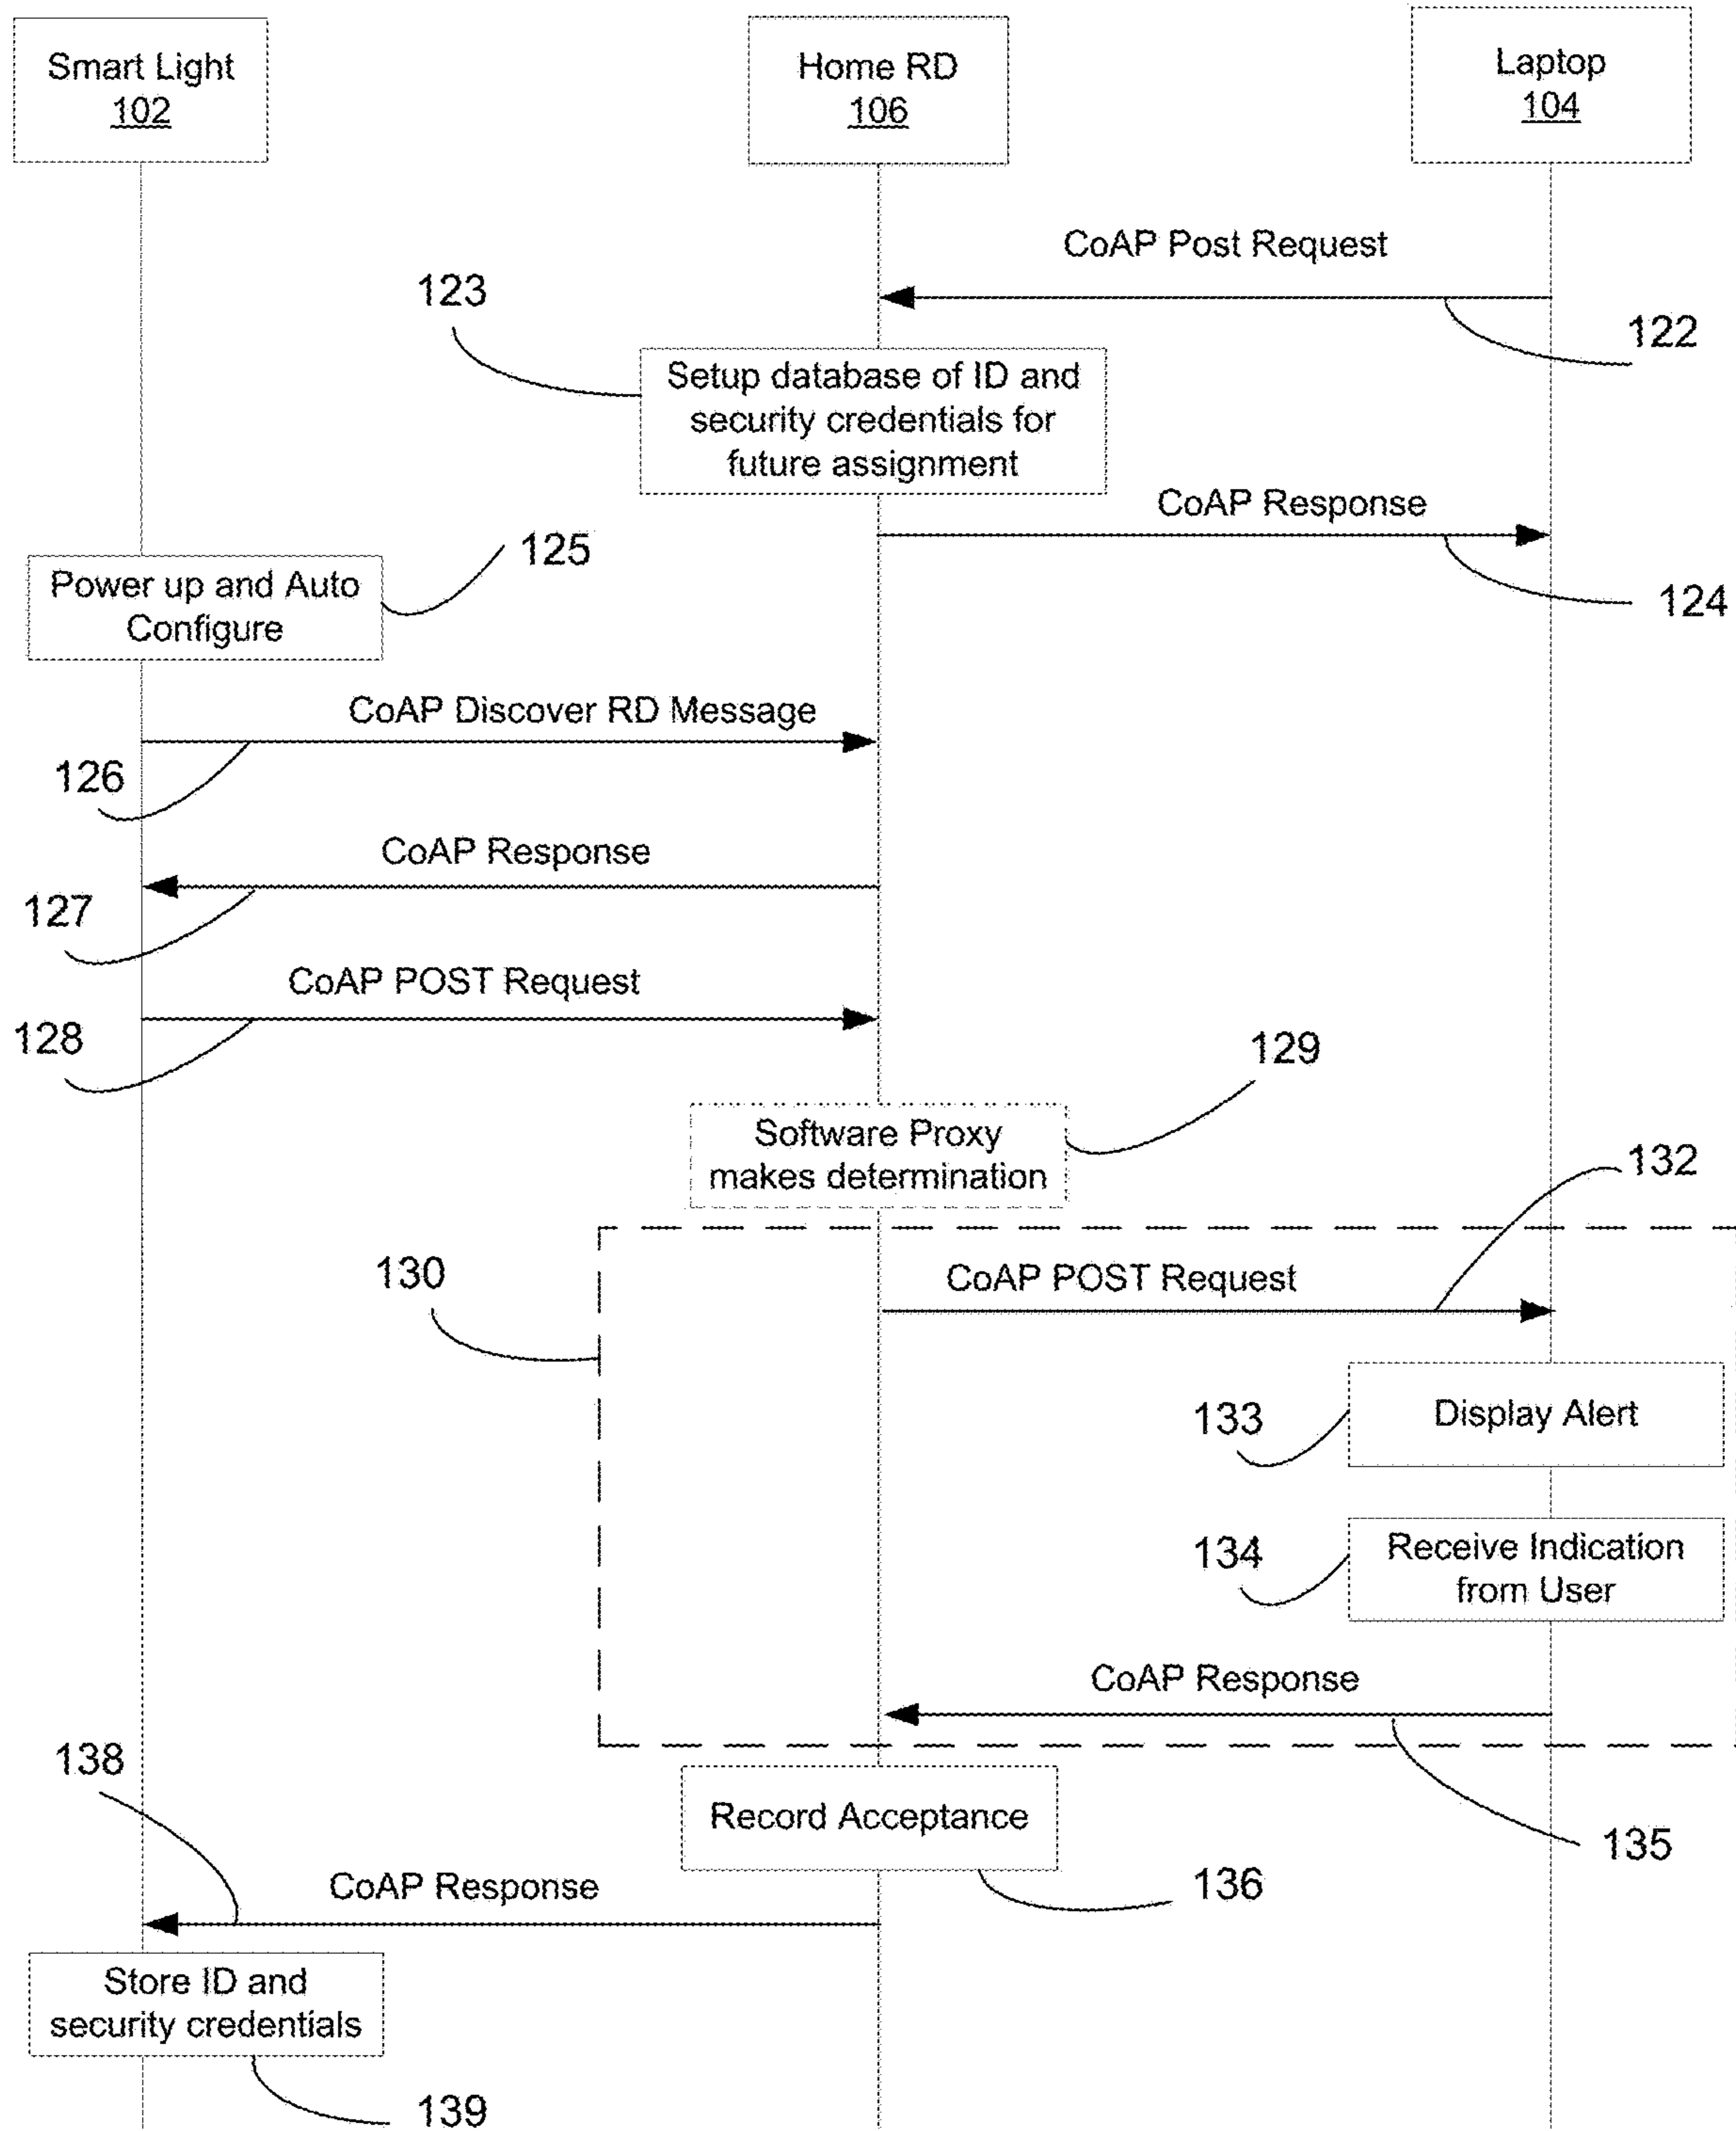 Smart Light
102
Home RD
106
Laptop
104
CoAP Post Request
123
122
Setup database of ID and
security credentials for
future assignment
CoAP Response
125
124
Power up and Auto
Configure
CoAP Discover RD Message
126
CoAP Response
127
CoAP POST Request
128
129
Software Proxy
makes determination
132
130
CoAP POST Request
133
Display Alert
134
Receive Indication
from User
CoAP Response
138
Record Acceptance
135
CoAP Response
136
Store ID and
security credentials
139